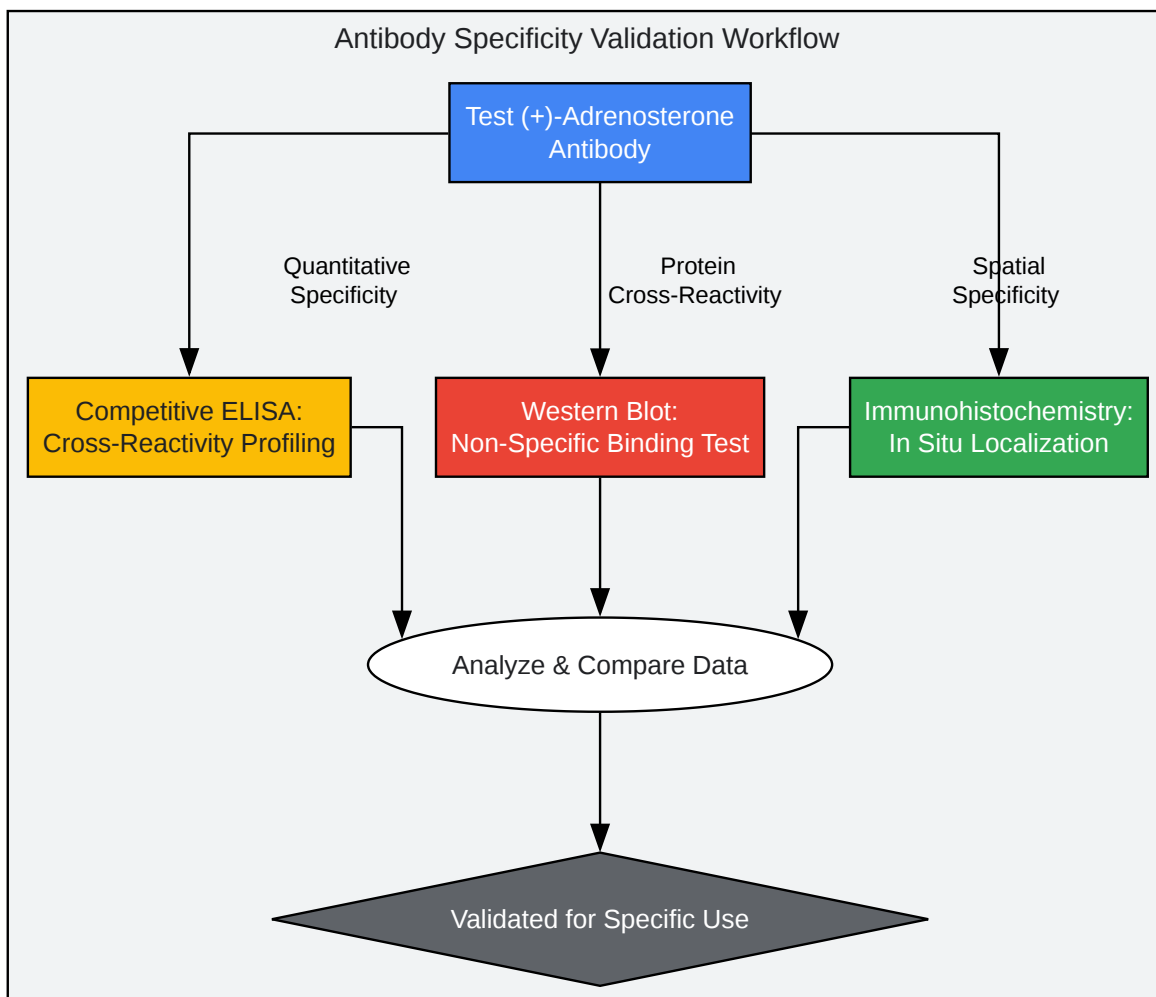 Antibody Specificity Validation Workflow
Test (+)-Adrenosterone
Antibody
Quantitative
Specificity
Protein
Cross-Reactivity
Spatial
Specificity
Competitive ELISA:
Cross-Reactivity Profiling
Western Blot:
Non-Specific Binding Test
Immunohistochemistry:
In Situ Localization
Analyze & Compare Data
Validated for Specific Use